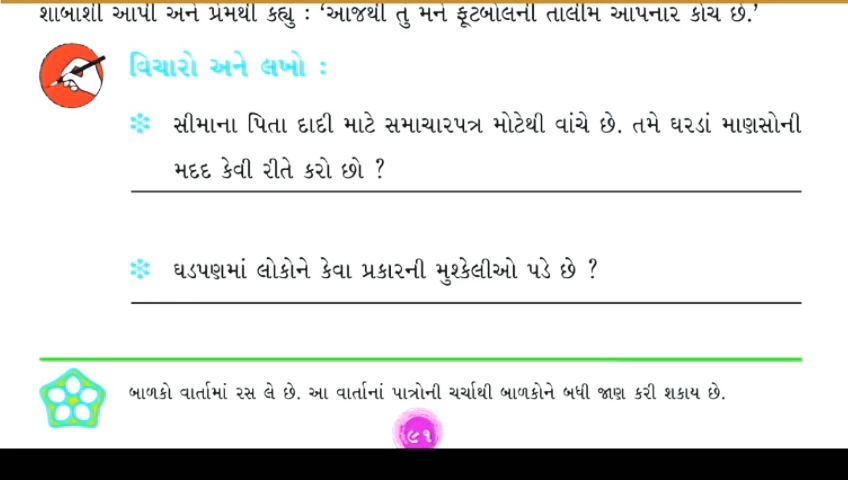 શાબાશી આપી અને પ્રેમથી કહ્યુ : ‘આજથી તુ મને ફૂટબોલની તાલીમ આપનાર કોચ છે.’
વિચારો અને લખો :
સીમાના પિતા દાદી માટે સમાચારપત્ર મોટેથી વાંચે છે. તમે ઘરડાં માણસોની
મદદ કેવી રીતે કરો છો ?
ઘડપણમાં લોકોને કેવા પ્રકારની મુશ્કેલીઓ પડે છે ?
બાળકો વાર્તામાં રસ લે છે. આ વાર્તાનાં પાત્રોની ચર્ચાથી બાળકોને બધી જાણ કરી શકાય છે.
૯૧